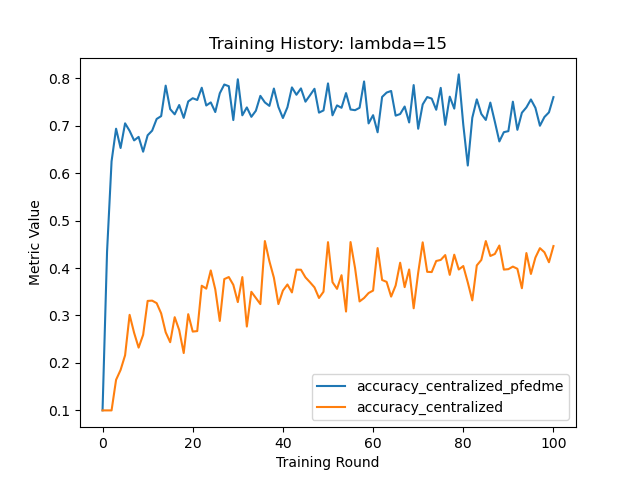 Training History: lambda=15
Metric Value
0.8
0.7
0.6
0.5
0.4
0.3
0.2
0.1
accuracy_centralized_pfedme
accuracy_centralized
0 20 40 60 80 100
Training Round